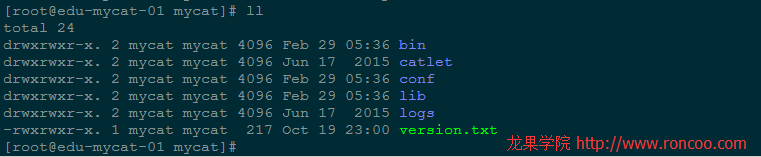 [root@edu-mycat-01 mycat]# ll
total 24
drwxrwxr-x. 2 mycat mycat 4096 Feb 29 05:36 bin
drwxrwxr-x. 2 mycat mycat 4096 Jun 17  2015 catlet
drwxrwxr-x. 2 mycat mycat 4096 Feb 29 05:36 conf
drwxrwxr-x. 2 mycat mycat 4096 Feb 29 05:36 lib
drwxrwxr-x. 2 mycat mycat 4096 Jun 17  2015 logs
-rwxrwxr-x. 1 mycat mycat  217 Oct 19 23:00 version.txt
[root@edu-mycat-01 mycat]#
龙果学院 http://www.roncoo.com